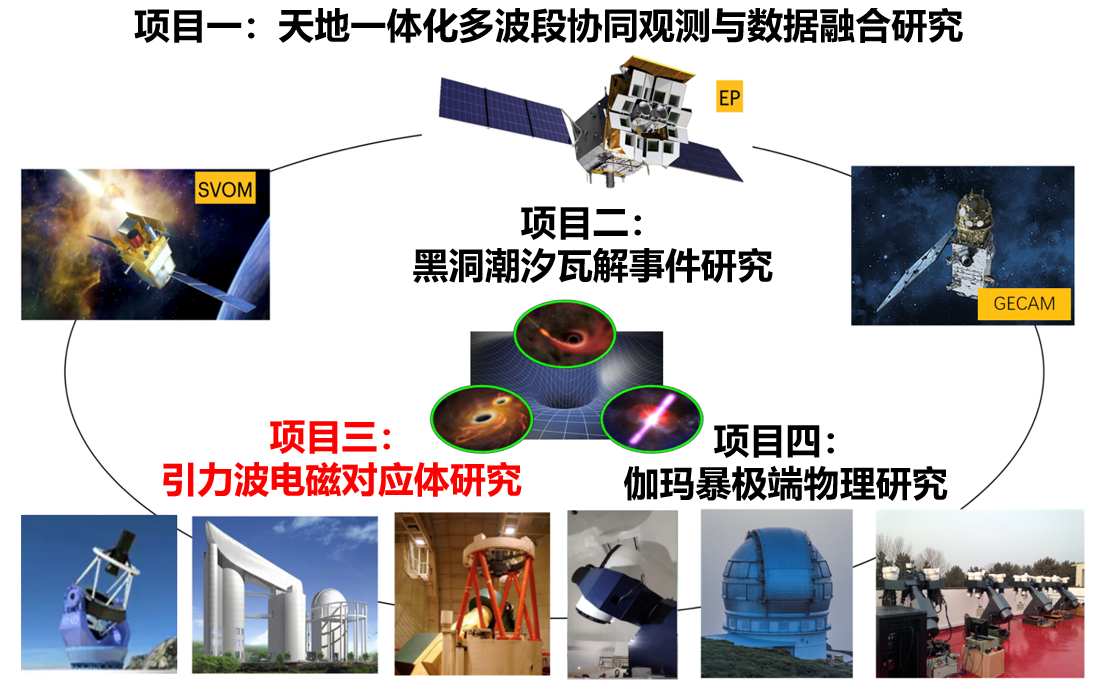 项目一：天地一体化多波段协同观测与数据融合研究
EP
SVOM
项目二：
黑洞潮汐瓦解事件研究
GECAM
项目三：
引力波电磁对应体研究
项目四：
伽玛暴极端物理研究